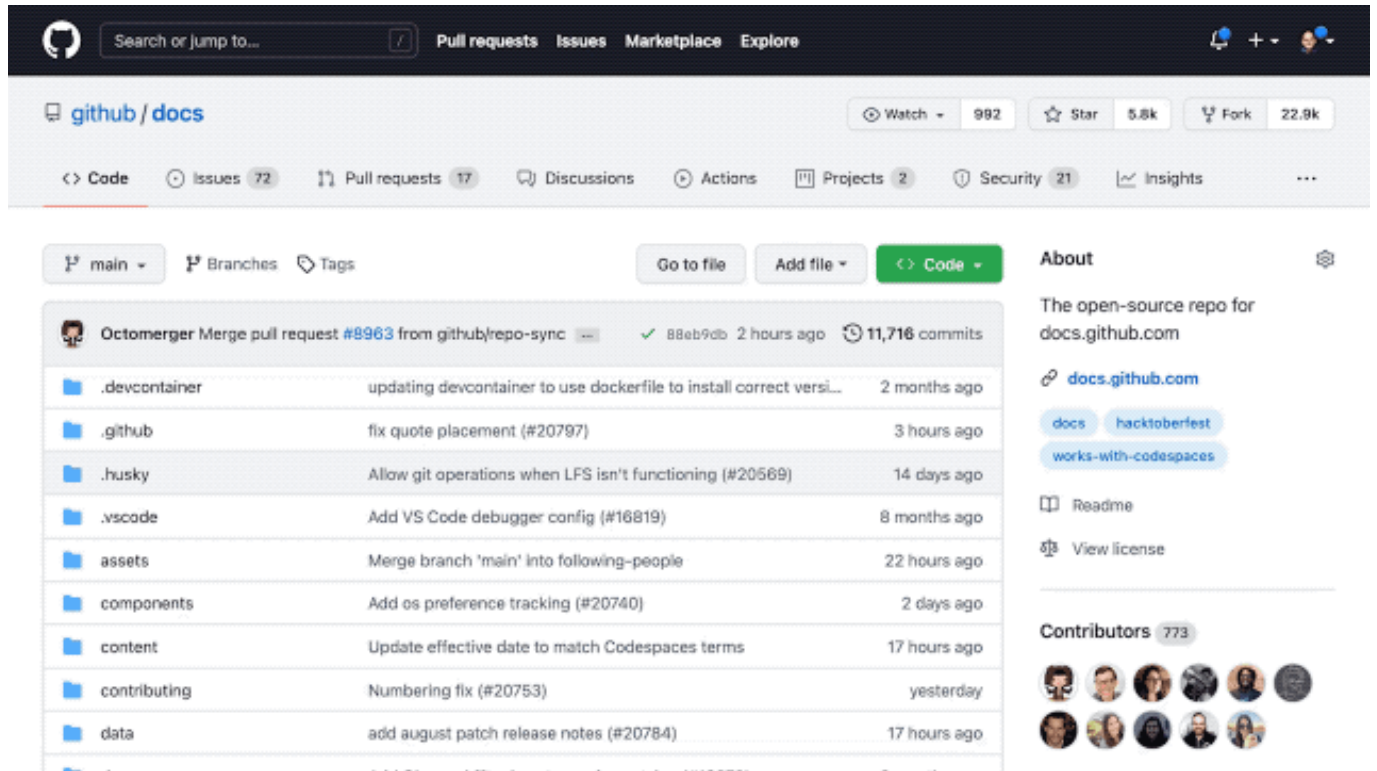 Search or jump to... / Pull requests Issues Marketplace Explore
github / docs Watch 992 Star 5.8k Fork 22.9k
Code Issues 72 Pull requests 17 Discussions Actions Projects 2 Security 21 Insights ...
main Branches Tags Go to file Add file Code
About
The open-source repo for
docs.github.com
docs.github.com
docs hacktoberfest
works-with-codespaces
Readme
View license
Contributors 773
Octomerger Merge pull request #8963 from github/repo-sync ... 88eb9db 2 hours ago 11,716 commits
.devcontainer updating devcontainer to use dockerfile to install correct versi... 2 months ago
.github fix quote placement (#20797) 3 hours ago
.husky Allow git operations when LFS isn't functioning (#20569) 14 days ago
.vscode Add VS Code debugger config (#16819) 8 months ago
assets Merge branch 'main' into following-people 22 hours ago
components Add os preference tracking (#20740) 2 days ago
content Update effective date to match Codespaces terms 17 hours ago
contributing Numbering fix (#20753) yesterday
data add august patch release notes (#20784) 17 hours ago